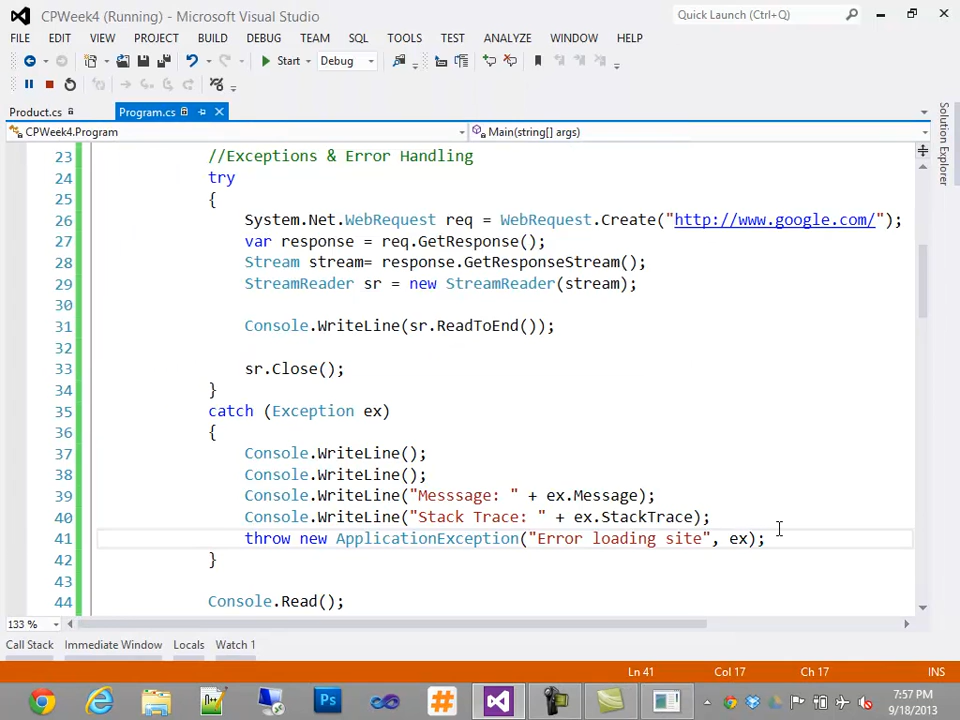 CPWeek4 (Running) - Microsoft Visual Studio
Quick Launch (Ctrl+Q)
FILE EDIT VIEW PROJECT BUILD DEBUG TEAM SQL TOOLS TEST ANALYZE WINDOW HELP
Start Debug
Product.cs Program.cs
CPWeek4.Program Main(string[] args)
Solution Explorer
23 //Exceptions & Error Handling
24 try
25 {
26 System.Net.WebRequest req = WebRequest.Create("http://www.google.com/");
27 var response = req.GetResponse();
28 Stream stream= response.GetResponseStream();
29 StreamReader sr = new StreamReader(stream);
30
31 Console.WriteLine(sr.ReadToEnd());
32
33 sr.Close();
34 }
35 catch (Exception ex)
36 {
37 Console.WriteLine();
38 Console.WriteLine();
39 Console.WriteLine("Messsage: " + ex.Message);
40 Console.WriteLine("Stack Trace: " + ex.StackTrace);
41 throw new ApplicationException("Error loading site", ex);
42 }
43
44 Console.Read();
133 %
Call Stack Immediate Window Locals Watch 1
Ln 41 Col 17 Ch 17 INS
Ps
7:57 PM
9/18/2013